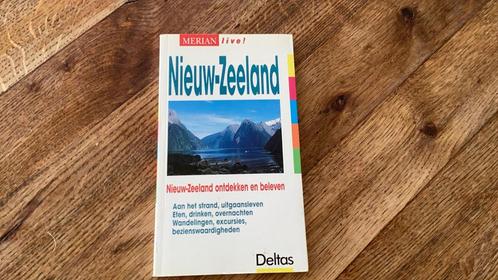 MERIAN live!
Nieuw-Zeeland
Nieuw-Zeeland ontdekken en beleven
Aan het strand, uitgaansleven
Eten, drinken, overnachten
Wandelingen, excursies,
bezienswaardigheden
Deltas